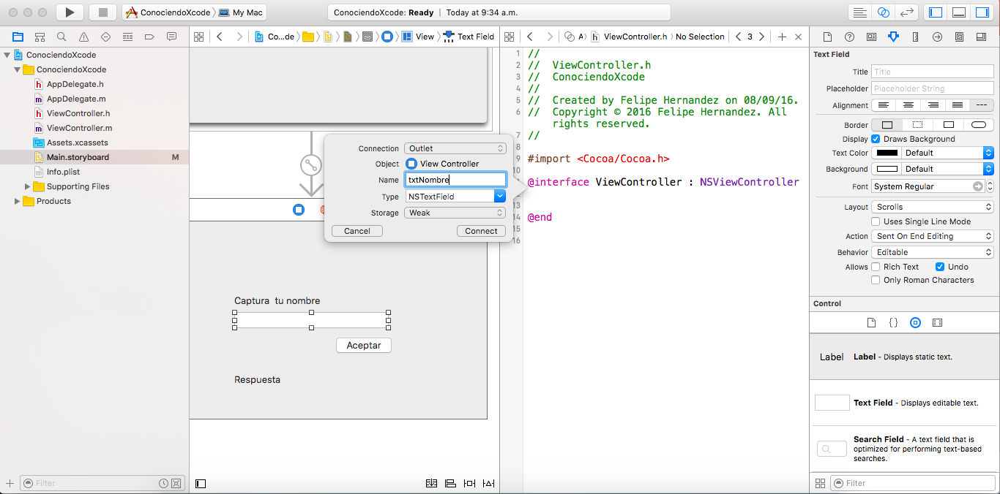 ConociendoXcode My Mac
ConociendoXcode: Ready | Today at 9:34 a.m.
Co...de View Text Field
A ViewController.h No Selection 3
ConociendoXcode
ConociendoXcode
AppDelegate.h
AppDelegate.m
ViewController.h
ViewController.m
Assets.xcassets
Main.storyboard M
Info.plist
Supporting Files
Products
Filter
Connection Outlet
Object View Controller
Name txtNombre
Type NSTextField
Storage Weak
Cancel Connect
Captura tu nombre
Aceptar
Respuesta
1 //
2 // ViewController.h
3 // ConociendoXcode
4 //
5 // Created by Felipe Hernandez on 08/09/16.
6 // Copyright © 2016 Felipe Hernandez. All
rights reserved.
7 //
8
9 #import <Cocoa/Cocoa.h>
10
@interface ViewController : NSViewController
13
14 @end
15
16
Text Field
Title Title
Placeholder Placeholder String
Alignment
Border
Display Draws Background
Text Color Default
Background Default
Font System Regular
Layout Scrolls
Uses Single Line Mode
Action Sent On End Editing
Behavior Editable
Allows Rich Text Undo
Only Roman Characters
Control
Label Label - Displays static text.
Text Field - Displays editable text.
Search Field - A text field that is
optimized for performing text-based
searches.
Filter